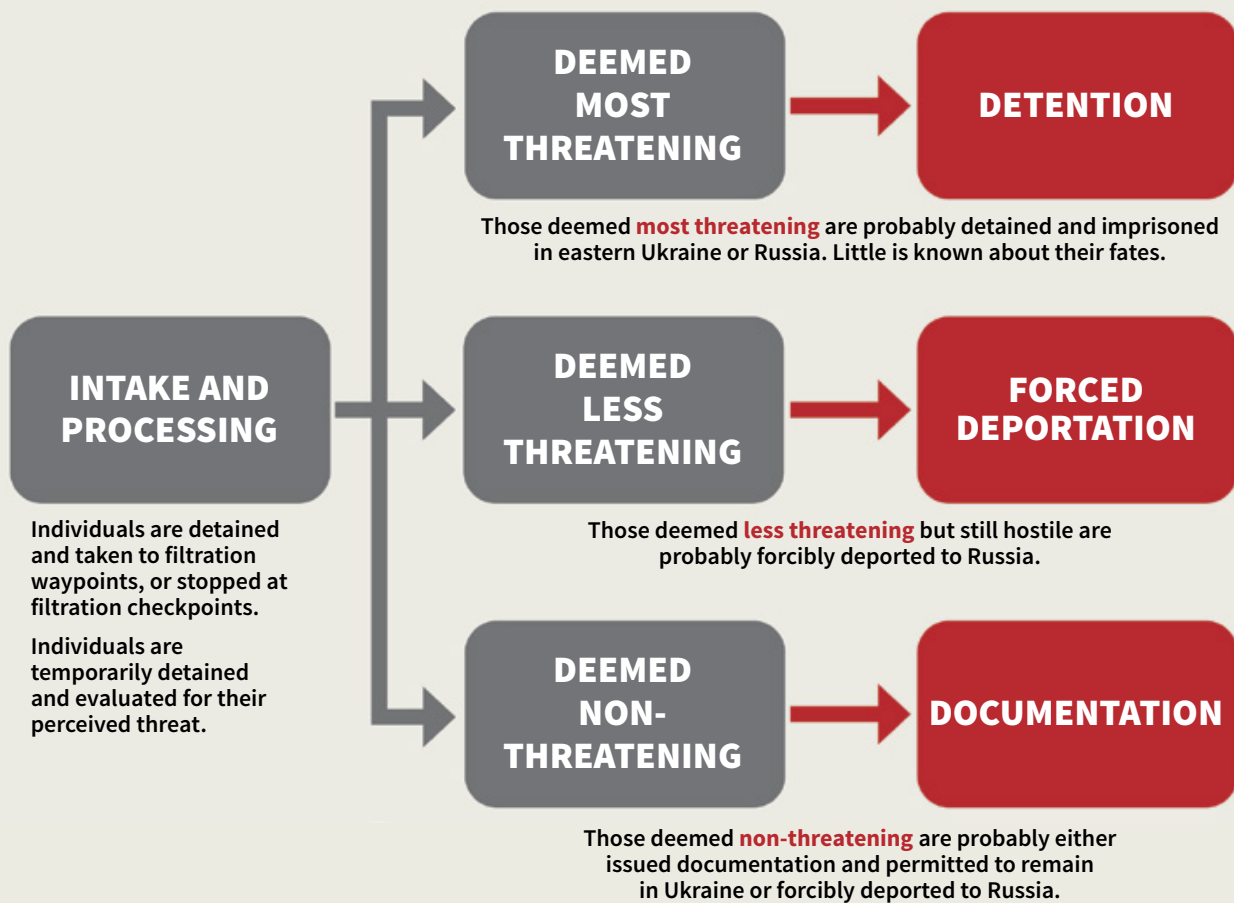 DEEMED
MOST
THREATENING
DETENTION
Those deemed most threatening are probably detained and imprisoned
in eastern Ukraine or Russia. Little is known about their fates.
INTAKE AND
PROCESSING
Individuals are detained
and taken to filtration
waypoints, or stopped at
filtration checkpoints.
Individuals are
temporarily detained
and evaluated for their
perceived threat.
DEEMED
LESS
THREATENING
FORCED
DEPORTATION
Those deemed less threatening but still hostile are
probably forcibly deported to Russia.
DEEMED
NON-
THREATENING
DOCUMENTATION
Those deemed non-threatening are probably either
issued documentation and permitted to remain
in Ukraine or forcibly deported to Russia.